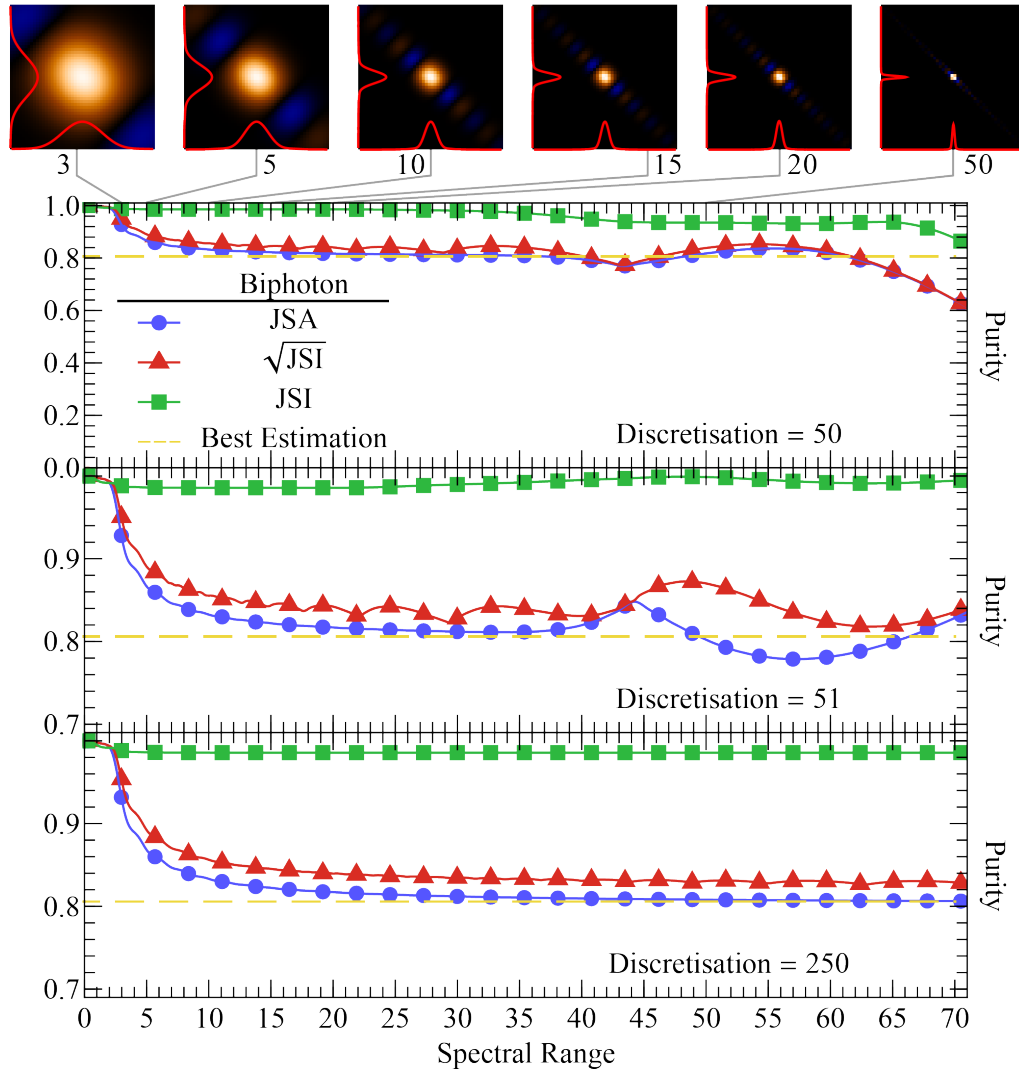 3 5 10 15 20 50
1.0
0.8
0.6
0.4
0.2
0.0
Purity
Biphoton
JSA
√JSI
JSI
Best Estimation
Discretisation = 50
0.9
0.8
0.7
Purity
Discretisation = 51
0.9
0.8
0.7
Purity
Discretisation = 250
0 5 10 15 20 25 30 35 40 45 50 55 60 65 70
Spectral Range